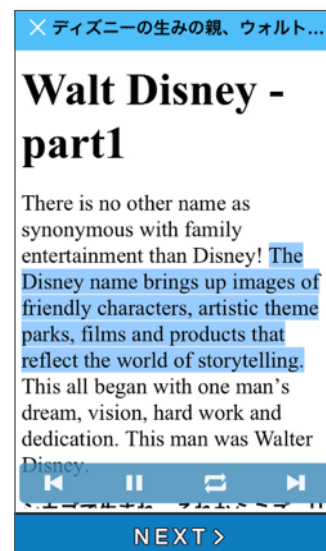 ディズニーの生みの親、ウォルト...
Walt Disney -
part1
There is no other name as
synonymous with family
entertainment than Disney! The
Disney name brings up images of
friendly characters, artistic theme
parks, films and products that
reflect the world of storytelling.
This all began with one man's
dream, vision, hard work and
dedication. This man was Walter
Disney.
NEXT >